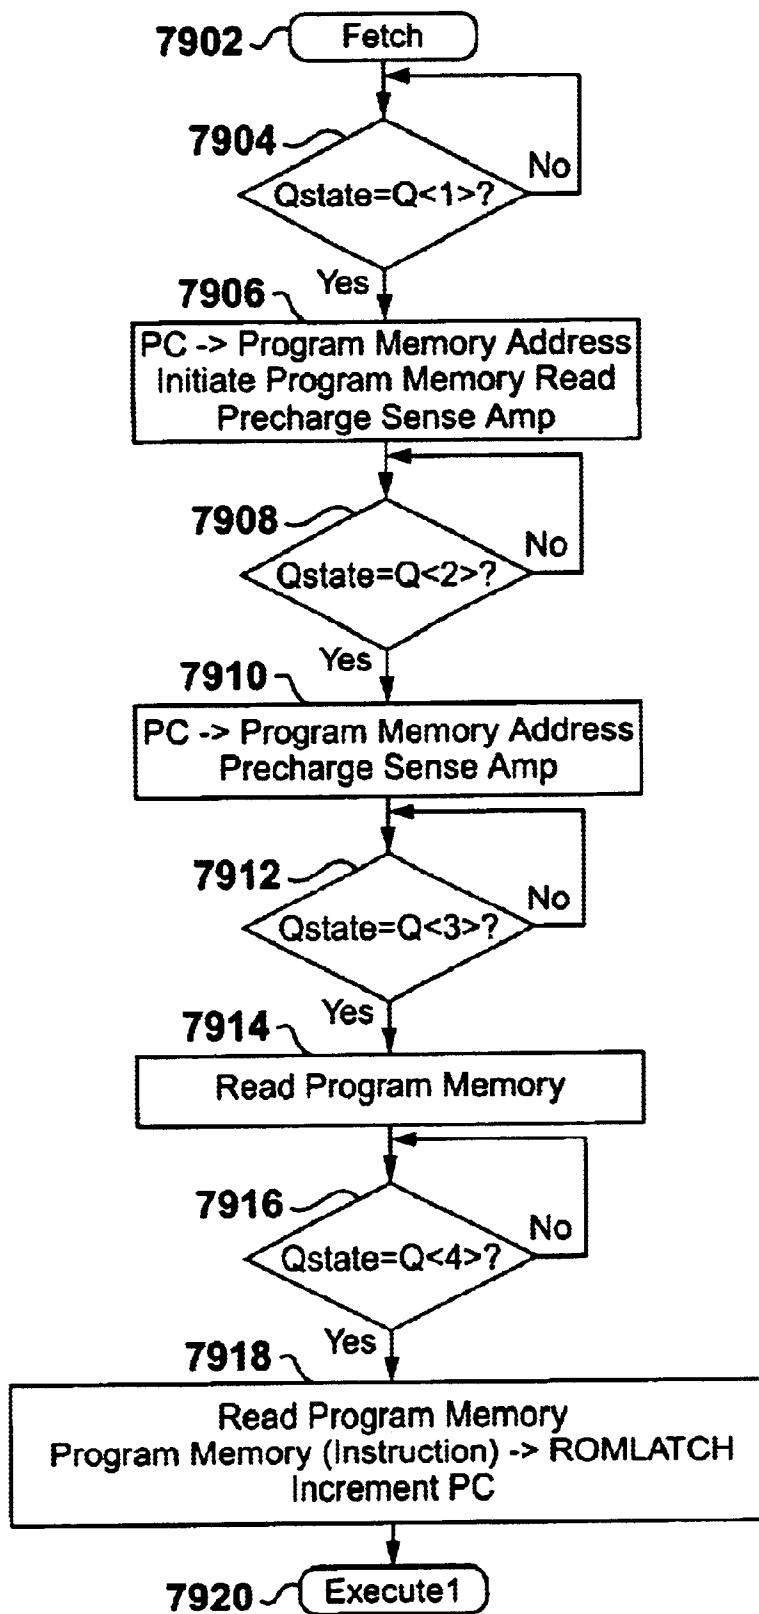 7902
Fetch
7904
Qstate=Q<1>?
No
Yes
7906
PC -> Program Memory Address
Initiate Program Memory Read
Precharge Sense Amp
7908
Qstate=Q<2>?
No
Yes
7910
PC -> Program Memory Address
Precharge Sense Amp
7912
Qstate=Q<3>?
No
Yes
7914
Read Program Memory
7916
Qstate=Q<4>?
No
Yes
7918
Read Program Memory
Program Memory (Instruction) -> ROMLATCH
Increment PC
7920
Execute1